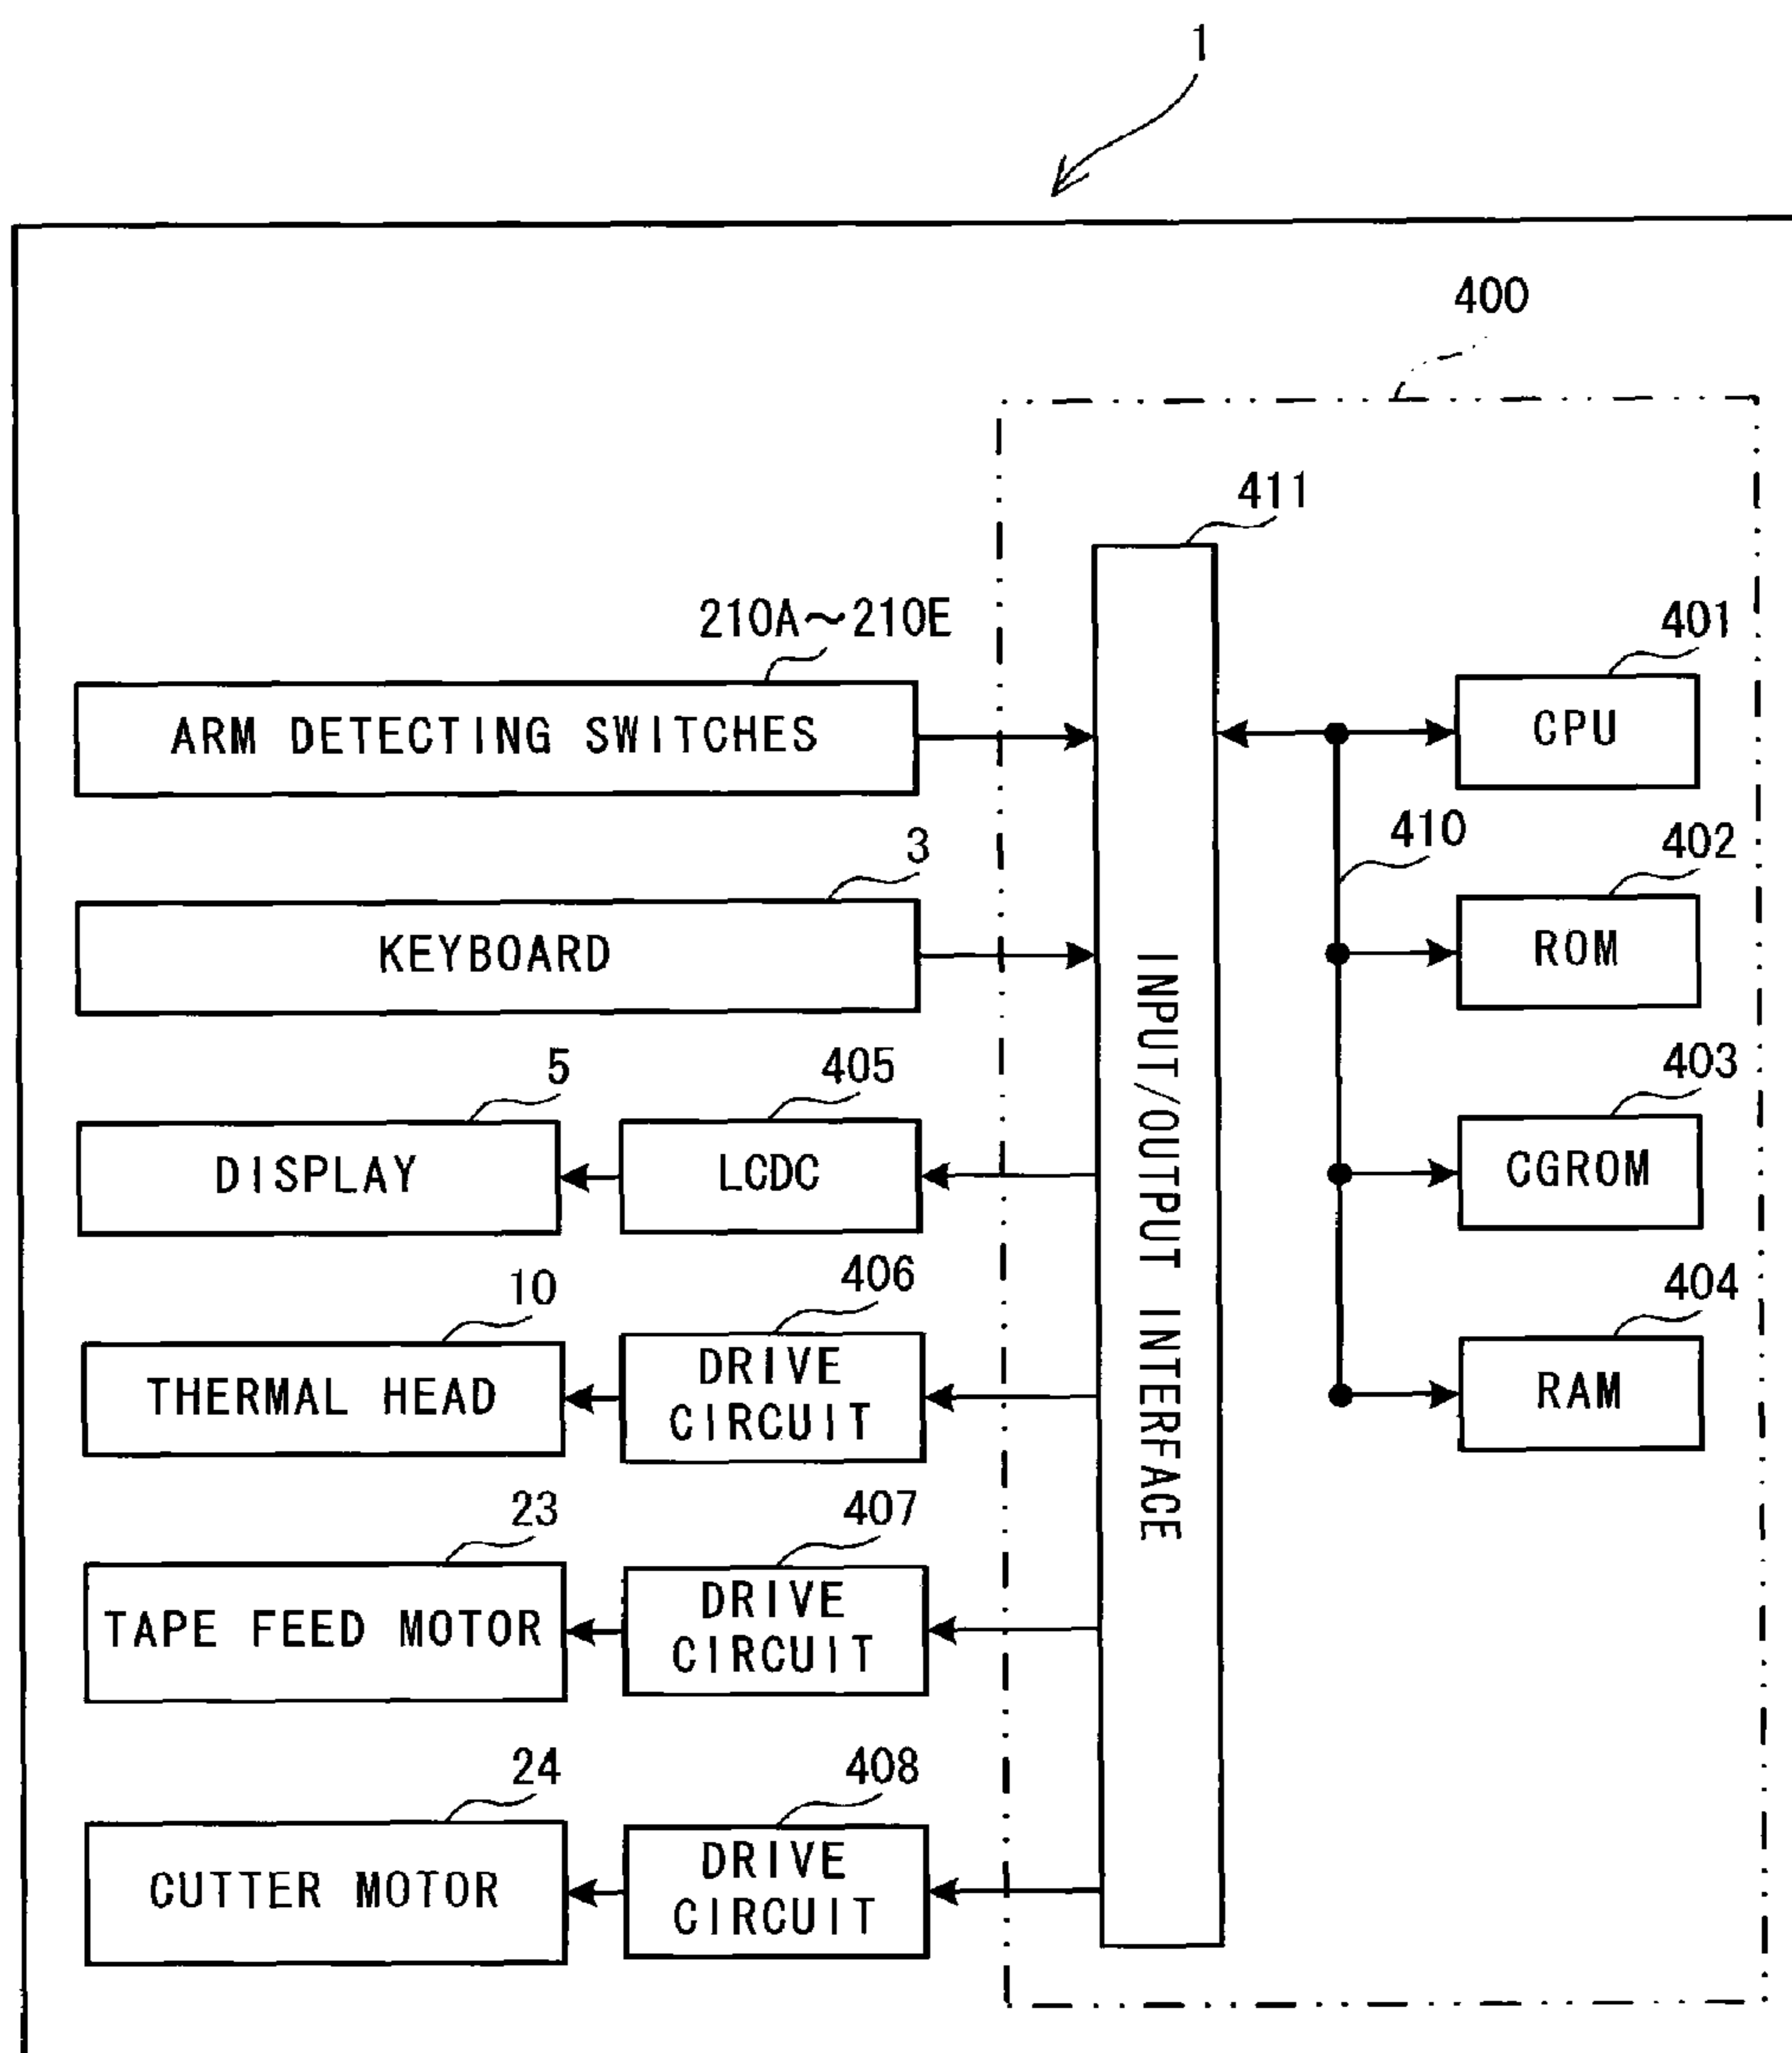 1
400
411
210A~210E
401
ARM DETECTING SWITCHES
CPU
410
3
402
KEYBOARD
ROM
INPUT/OUTPUT INTERFACE
5
405
403
DISPLAY
LCDC
CGROM
10
406
404
THERMAL HEAD
DRIVE
CIRCUIT
RAM
23
407
TAPE FEED MOTOR
DRIVE
CIRCUIT
24
408
CUTTER MOTOR
DRIVE
CIRCUIT